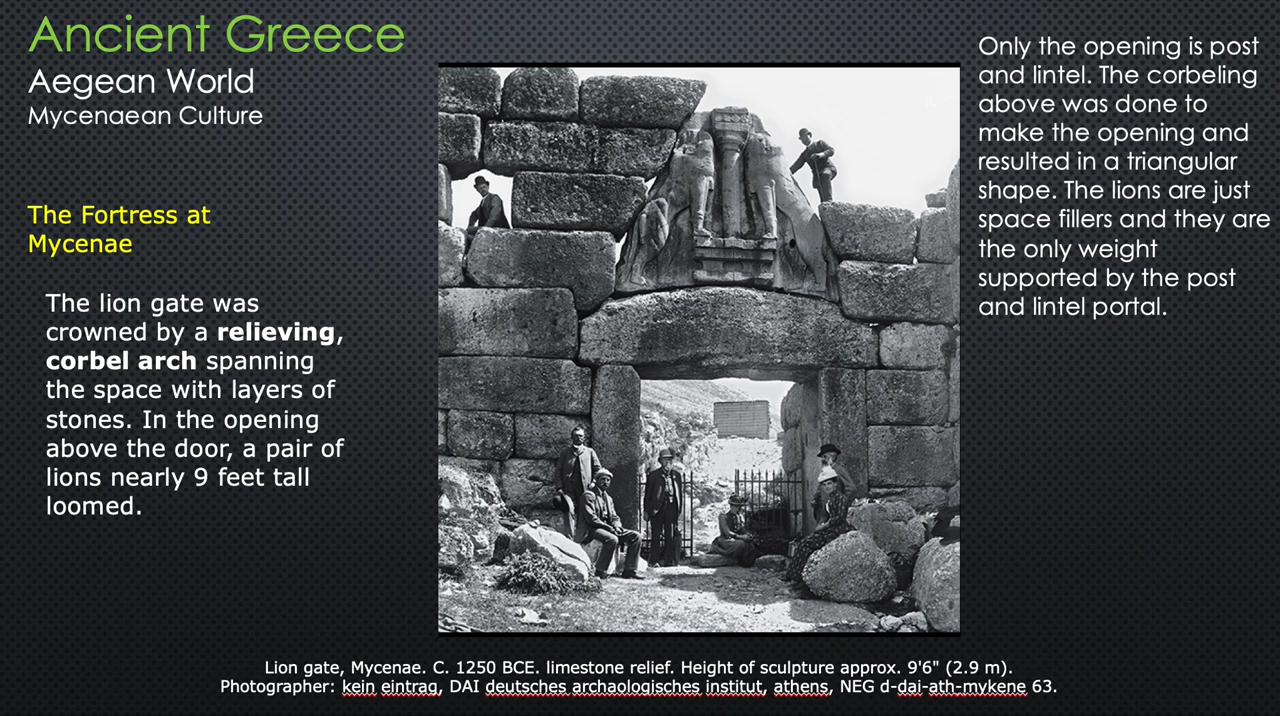 Ancient Greece
Aegean World
Mycenaean Culture
The Fortress at
Mycenae
The lion gate was
crowned by a relieving,
corbel arch spanning
the space with layers of
stones. In the opening
above the door, a pair of
lions nearly 9 feet tall
loomed.
Only the opening is post
and lintel. The corbeling
above was done to
make the opening and
resulted in a triangular
shape. The lions are just
space fillers and they are
the only weight
supported by the post
and lintel portal.
Lion gate, Mycenae. C. 1250 BCE. limestone relief. Height of sculpture approx. 9'6" (2.9 m).
Photographer: kein eintrag, DAI deutsches archaologisches institut, athens, NEG d-dai-ath-mykene 63.